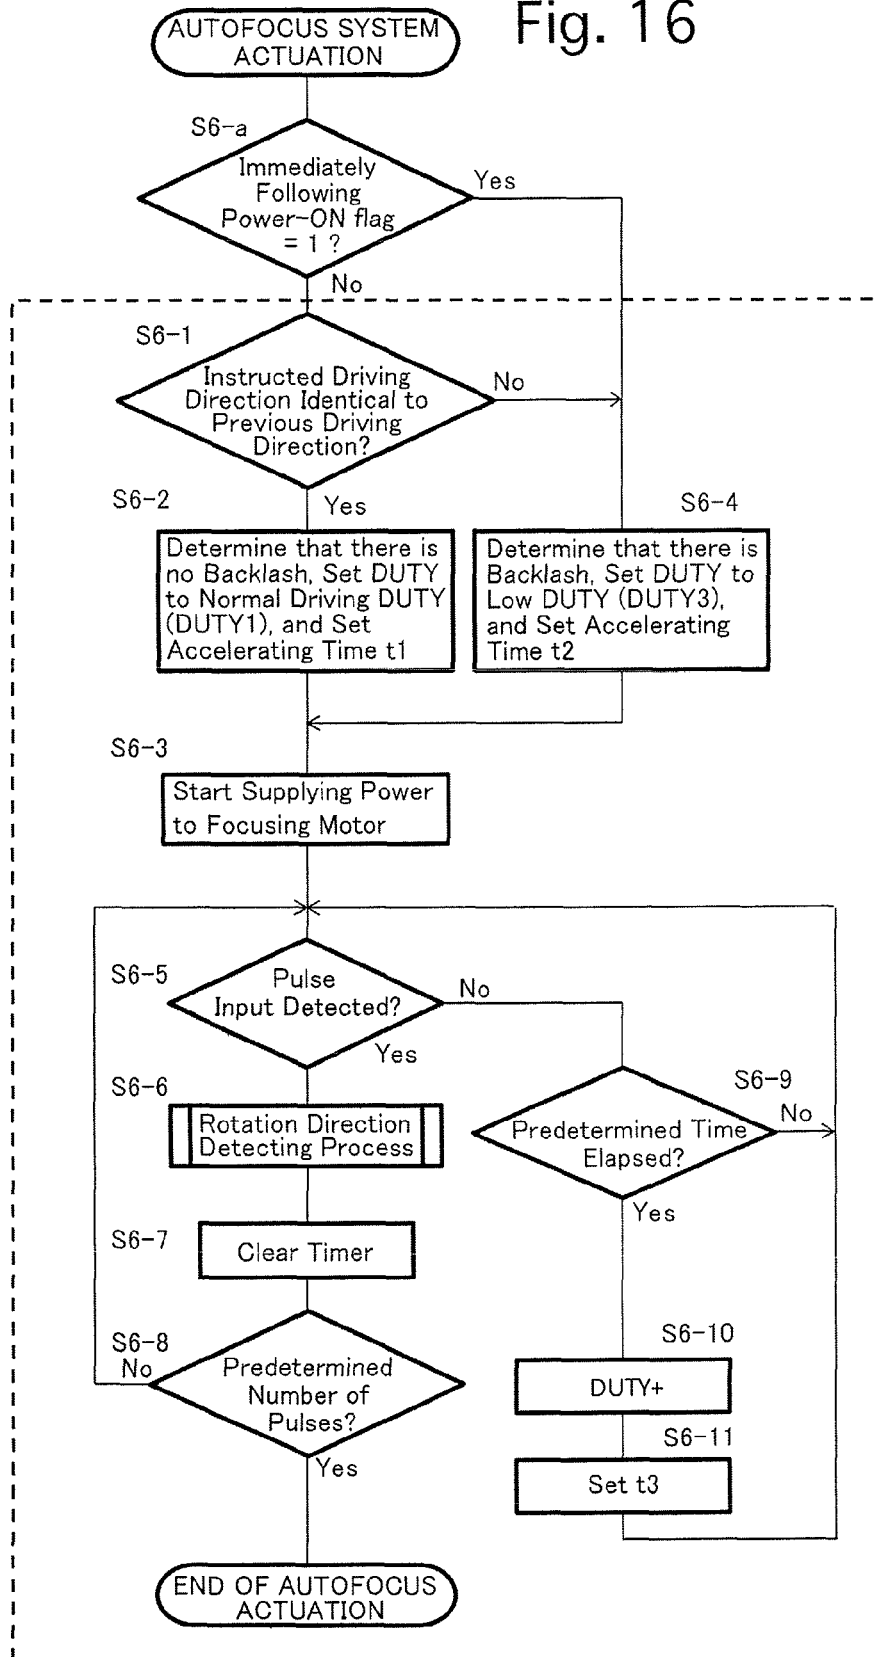 Fig. 16
AUTOFOCUS SYSTEM
ACTUATION
S6-a
Immediately
Following
Power-ON flag
= 1 ?
Yes
No
S6-1
Instructed Driving
Direction Identical to
Previous Driving
Direction?
No
Yes
S6-2
Determine that there is
no Backlash, Set DUTY
to Normal Driving DUTY
(DUTY1), and Set
Accelerating Time t1
S6-4
Determine that there is
Backlash, Set DUTY to
Low DUTY (DUTY3),
and Set Accelerating
Time t2
S6-3
Start Supplying Power
to Focusing Motor
S6-5
Pulse
Input Detected?
No
Yes
S6-6
Rotation Direction
Detecting Process
S6-9
Predetermined Time
Elapsed?
No
Yes
S6-7
Clear Timer
S6-8
No
Predetermined
Number of
Pulses?
Yes
S6-10
DUTY+
S6-11
Set t3
END OF AUTOFOCUS
ACTUATION